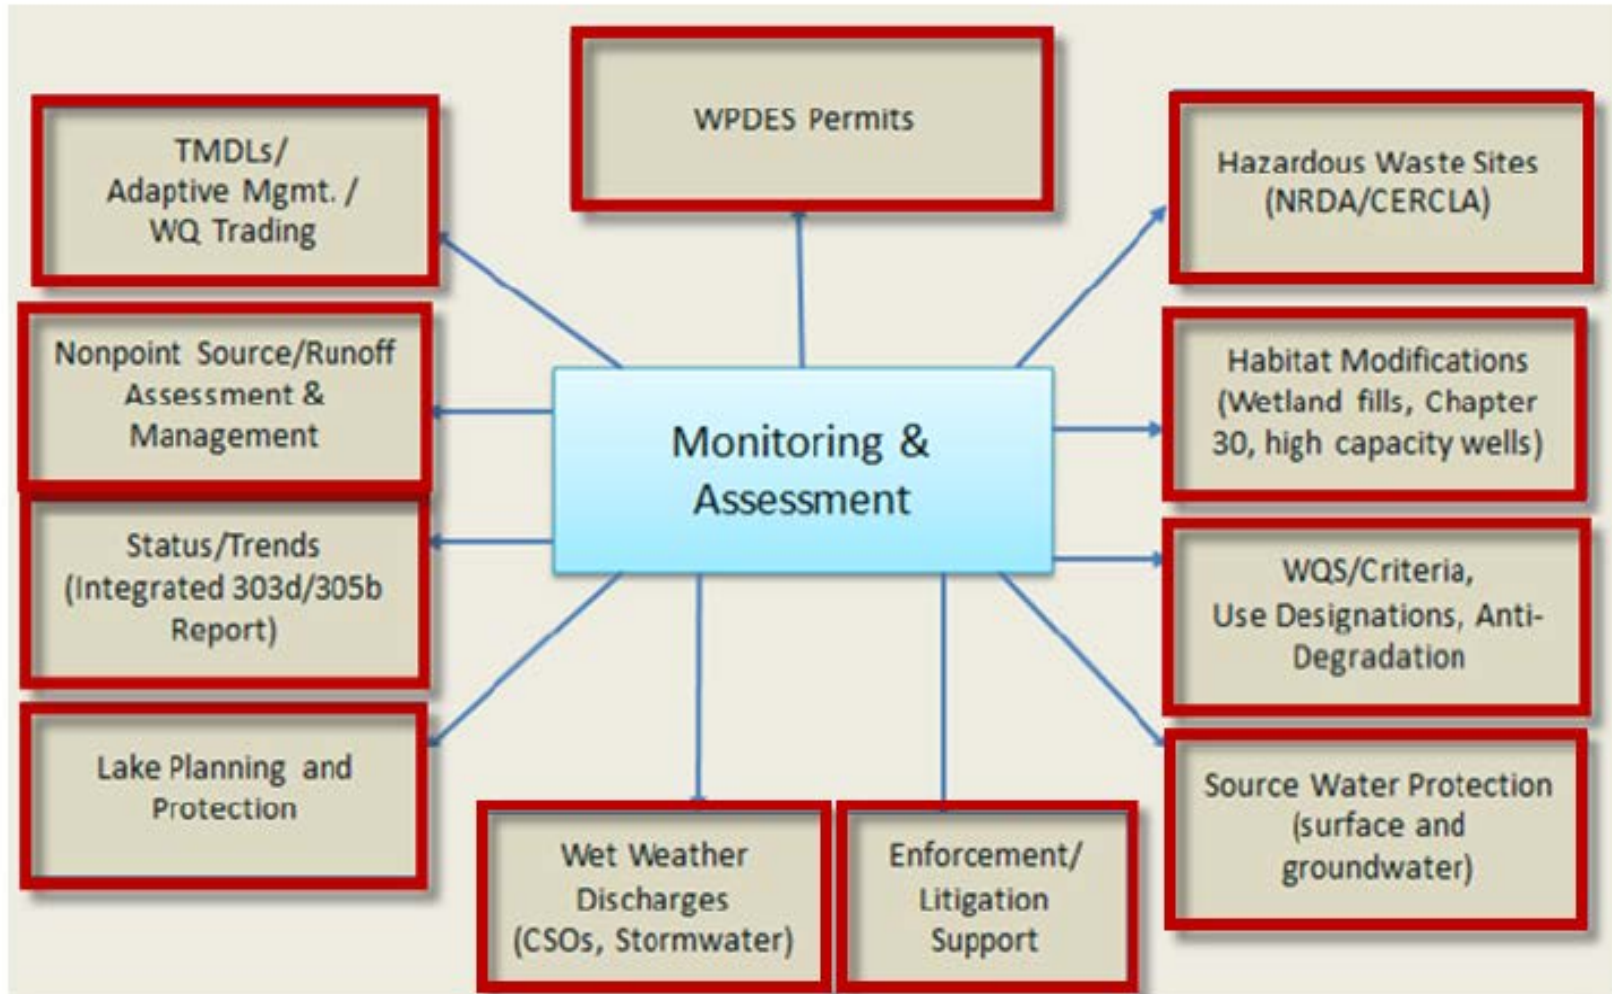 WPDES Permits
TMDLs/
Adaptive Mgmt. /
WQ Trading
Hazardous Waste Sites
(NRDA/CERCLA)
Nonpoint Source/Runoff
Assessment &
Management
Habitat Modifications
(Wetland fills, Chapter
30, high capacity wells)
Monitoring &
Assessment
Status/Trends
(Integrated 303d/305b
Report)
WQS/Criteria,
Use Designations, Anti-
Degradation
Lake Planning and
Protection
Wet Weather
Discharges
(CSOs, Stormwater)
Enforcement/
Litigation
Support
Source Water Protection
(surface and
groundwater)